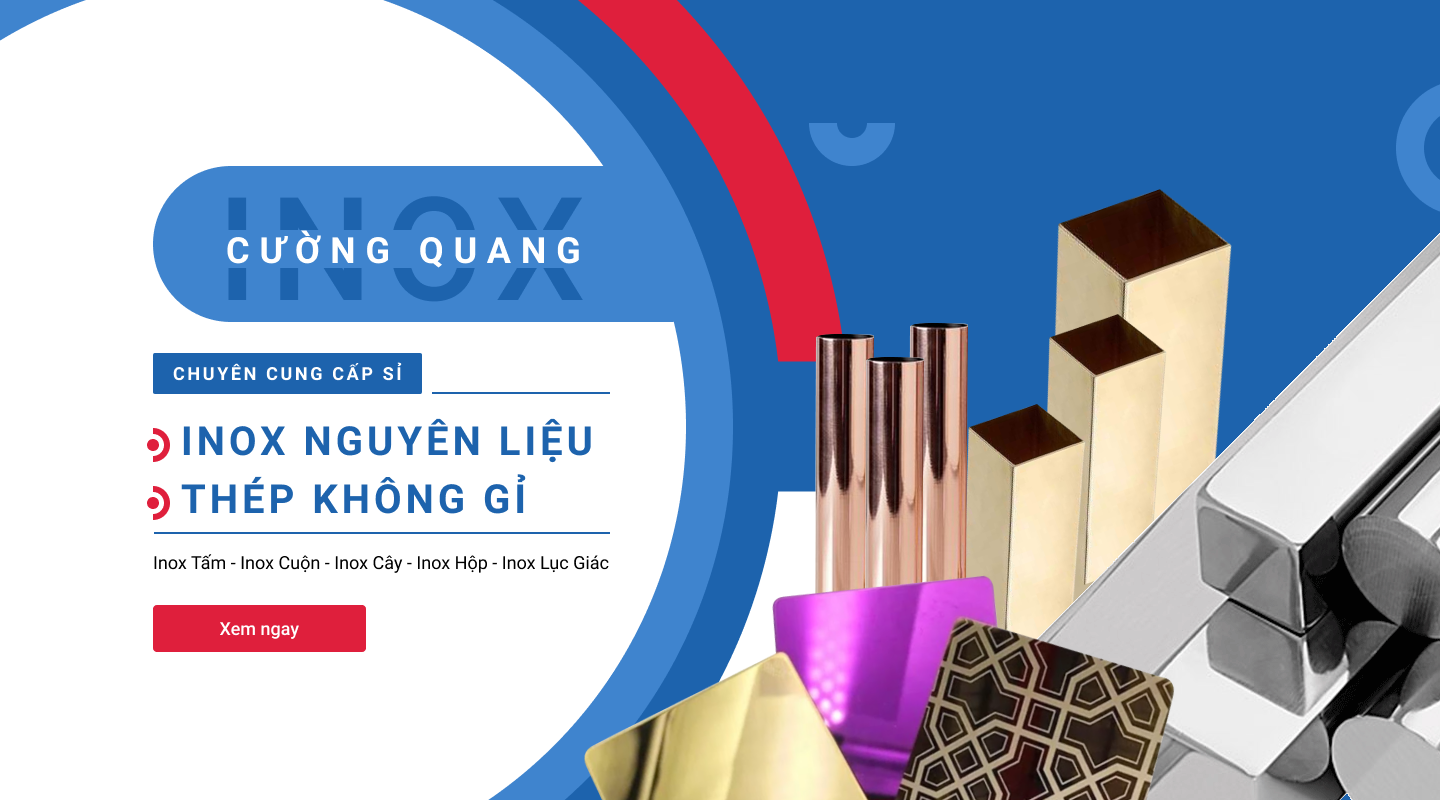 INOX
CƯỜNG QUANG
CHUYÊN CUNG CẤP SỈ
INOX NGUYÊN LIỆU
THÉP KHÔNG GỈ
Inox Tấm - Inox Cuộn - Inox Cây - Inox Hộp - Inox Lục Giác
Xem ngay